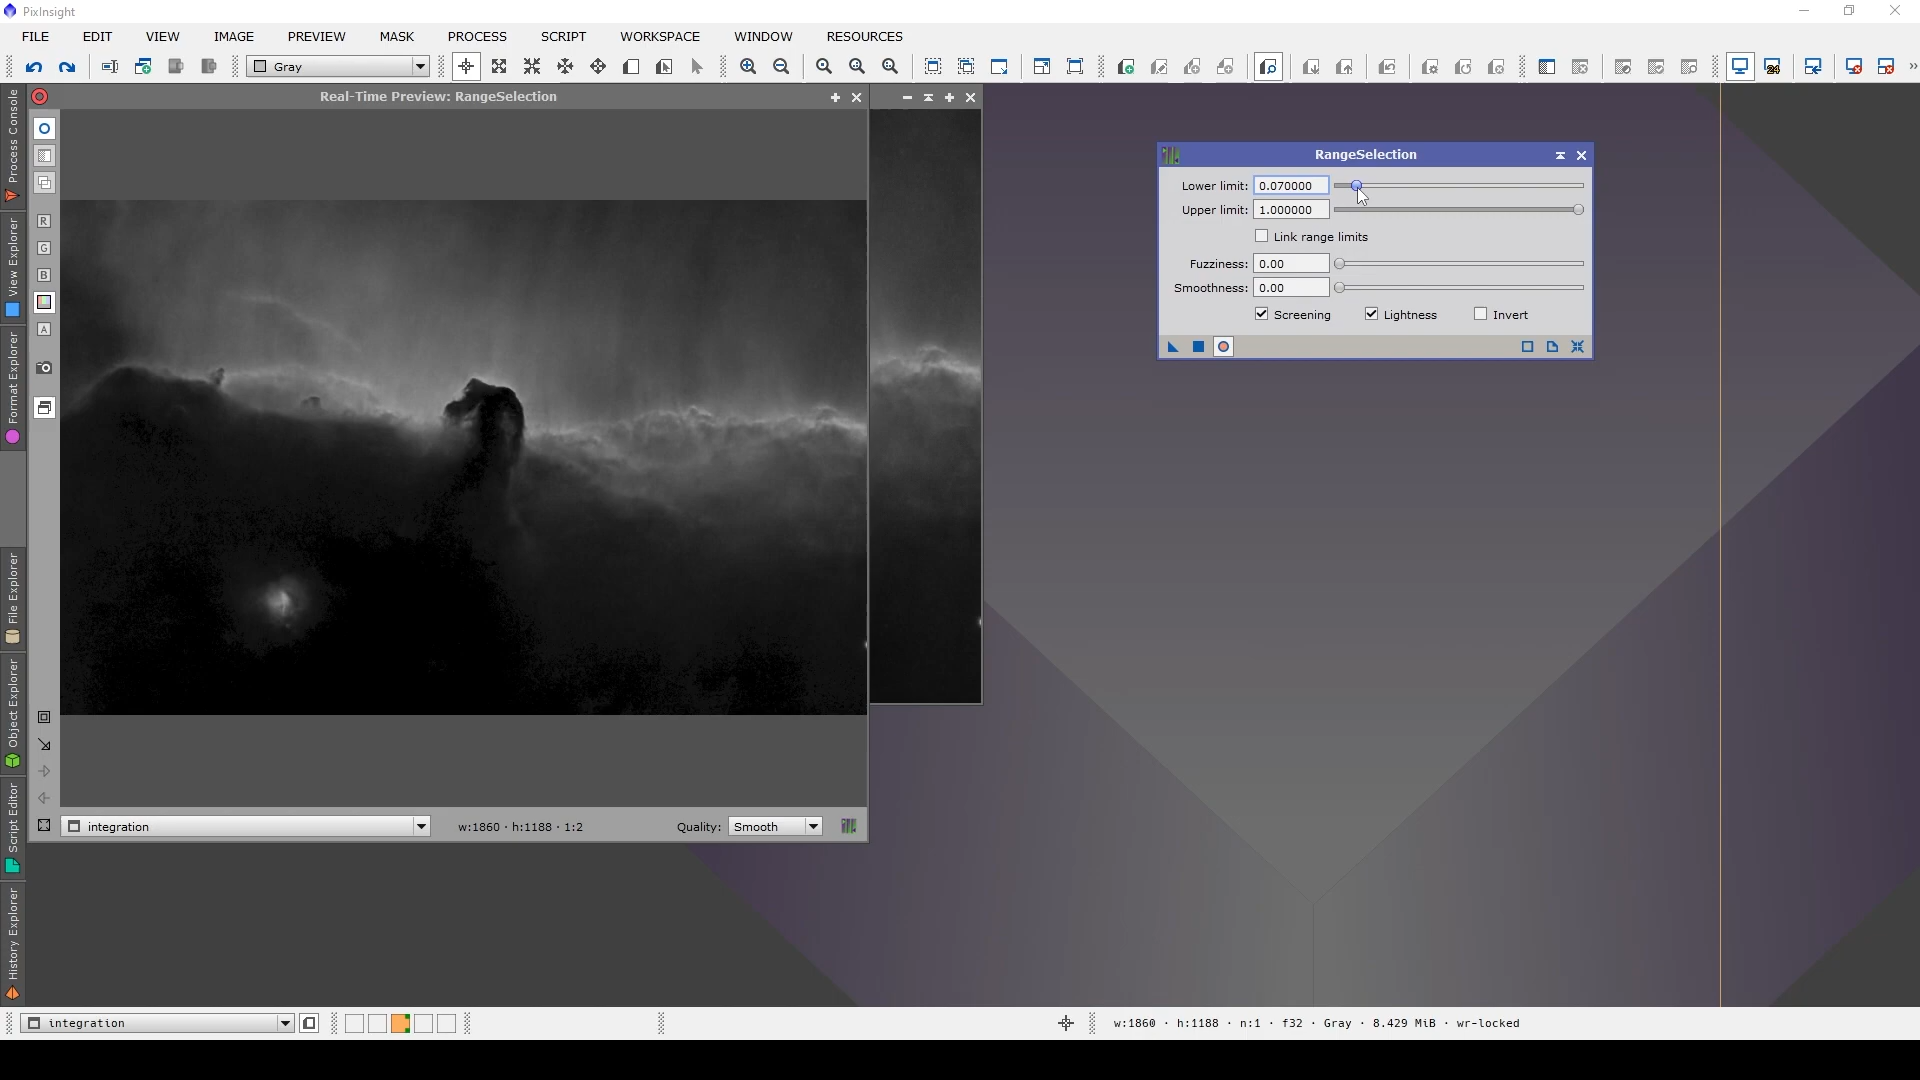 PixInsight
FILE EDIT VIEW IMAGE PREVIEW MASK PROCESS SCRIPT WORKSPACE WINDOW RESOURCES
Gray
24
Process Console
View Explorer
Format Explorer
File Explorer
Object Explorer
Script Editor
History Explorer
Real-Time Preview: RangeSelection
R
G
B
A
integration
w:1860 · h:1188 · 1:2
Quality: Smooth
RangeSelection
Lower limit: 0.070000
Upper limit: 1.000000
Link range limits
Fuzziness: 0.00
Smoothness: 0.00
Screening Lightness Invert
integration
w:1860 · h:1188 · n:1 · f32 · Gray · 8.429 MiB · wr-locked